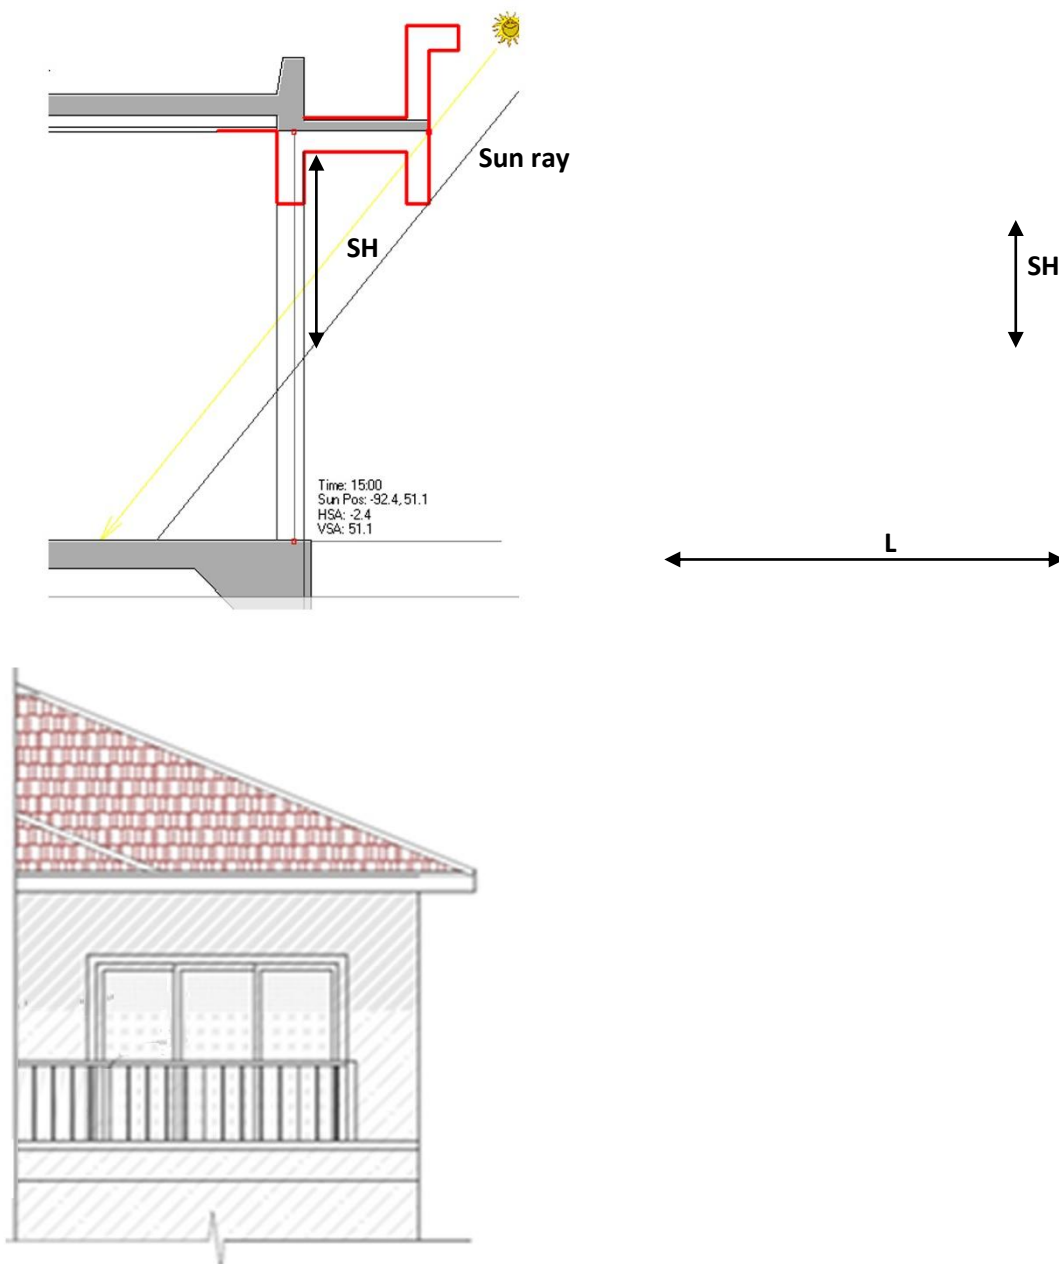 Sun ray
SH
SH
Time: 15:00
Sun Pos: -92.4, 51.1
HSA: -2.4
VSA: 51.1
L